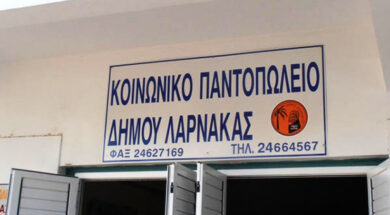 ΚΟΙΝΩΝΙΚΟ ΠΑΝΤΟΠΩΛΕΙΟ
ΔΗΜΟΥ ΛΑΡΝΑΚΑΣ
ΦΑΞ 24627169 ΤΗΛ. 24664567